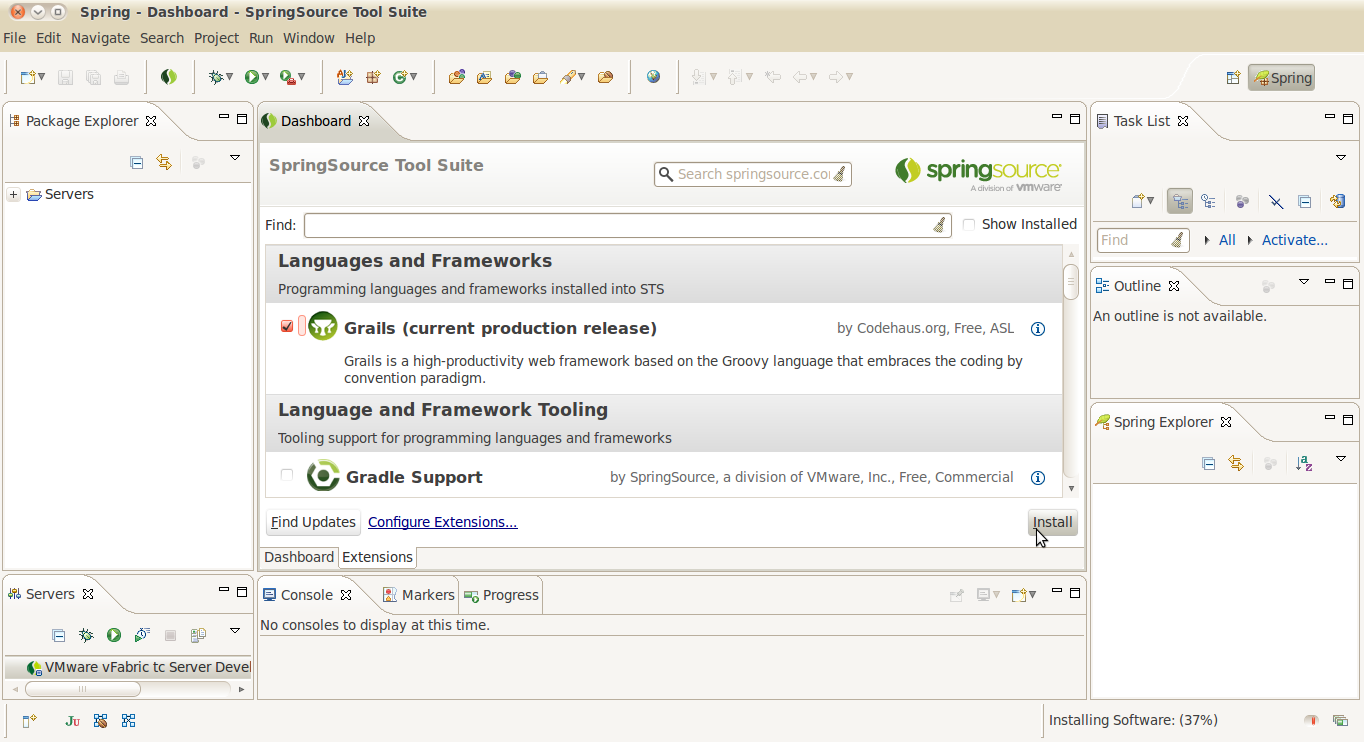 Spring - Dashboard - SpringSource Tool Suite
File Edit Navigate Search Project Run Window Help
Spring
Package Explorer
Servers
Dashboard
SpringSource Tool Suite
Search springsource.co
springsource
A division of vmware
Find:
Show Installed
Languages and Frameworks
Programming languages and frameworks installed into STS
Grails (current production release)
by Codehaus.org, Free, ASL
Grails is a high-productivity web framework based on the Groovy language that embraces the coding by
convention paradigm.
Language and Framework Tooling
Tooling support for programming languages and frameworks
Gradle Support
by SpringSource, a division of VMware, Inc., Free, Commercial
Find Updates Configure Extensions... Install
Dashboard Extensions
Task List
Find All Activate...
Outline
An outline is not available.
Spring Explorer
Servers
VMware vFabric tc Server Devel
Console Markers Progress
No consoles to display at this time.
Installing Software: (37%)